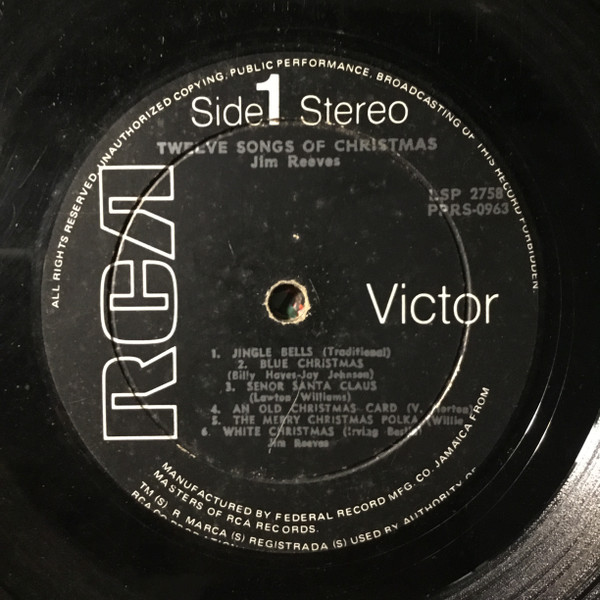 ALL RIGHTS RESERVED. UNAUTHORIZED COPYING, PUBLIC PERFORMANCE, BROADCASTING OF THIS RECORD FORBIDDEN.
Side 1 Stereo
TWELVE SONGS OF CHRISTMAS
Jim Reeves
LSP 2758
PPRS-0963
RCA
Victor
1. JINGLE BELLS (Traditional)
2. BLUE CHRISTMAS
(Billy Hayes-Jay Johnson)
3. SENOR SANTA CLAUS
(Lawton Williams)
4. AN OLD CHRISTMAS CARD (V.
5. THE MERRY CHRISTMAS POLKA (Willie
6. WHITE CHRISTMAS (Irving Berlin)
Jim Reeves
MANUFACTURED BY FEDERAL RECORD MFG. CO. JAMAICA FROM
MASTERS OF RCA RECORDS.
TM (S) R. MARCA (S) REGISTRADA (S) USED BY AUTHORITY OF
RCA